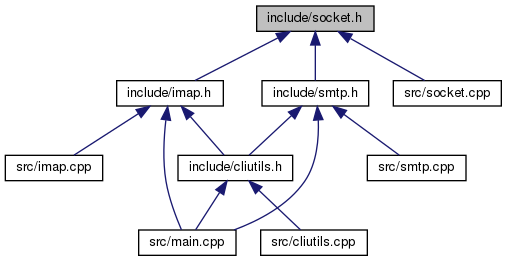 include/socket.h
include/imap.h
include/smtp.h
src/socket.cpp
src/imap.cpp
include/cliutils.h
src/smtp.cpp
src/main.cpp
src/cliutils.cpp